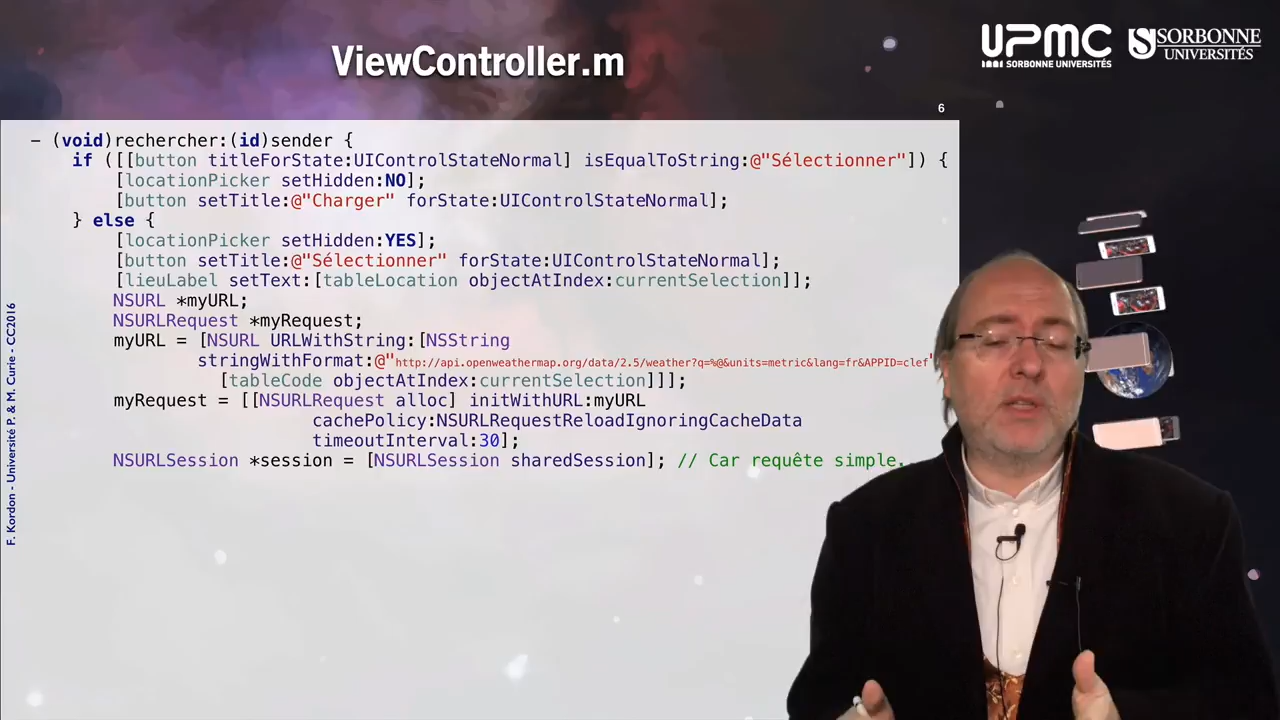 ViewController.m
UPMC
SORBONNE UNIVERSITÉS
SORBONNE
UNIVERSITÉS
6
– (void)rechercher:(id)sender {
if ([[button titleForState:UIControlStateNormal] isEqualToString:@"Sélectionner"]) {
[locationPicker setHidden:NO];
[button setTitle:@"Charger" forState:UIControlStateNormal];
} else {
[locationPicker setHidden:YES];
[button setTitle:@"Sélectionner" forState:UIControlStateNormal];
[lieuLabel setText:[tableLocation objectAtIndex:currentSelection]];
NSURL *myURL;
NSURLRequest *myRequest;
myURL = [NSURL URLWithString:[NSString
stringWithFormat:@"http://api.openweathermap.org/data/2.5/weather?q=%@&units=metric&lang=fr&APPID=clef"
[tableCode objectAtIndex:currentSelection]]];
myRequest = [[NSURLRequest alloc] initWithURL:myURL
cachePolicy:NSURLRequestReloadIgnoringCacheData
timeoutInterval:30];
NSURLSession *session = [NSURLSession sharedSession]; // Car requête simple.
F. Kordon - Université P. & M. Curie - CC2016